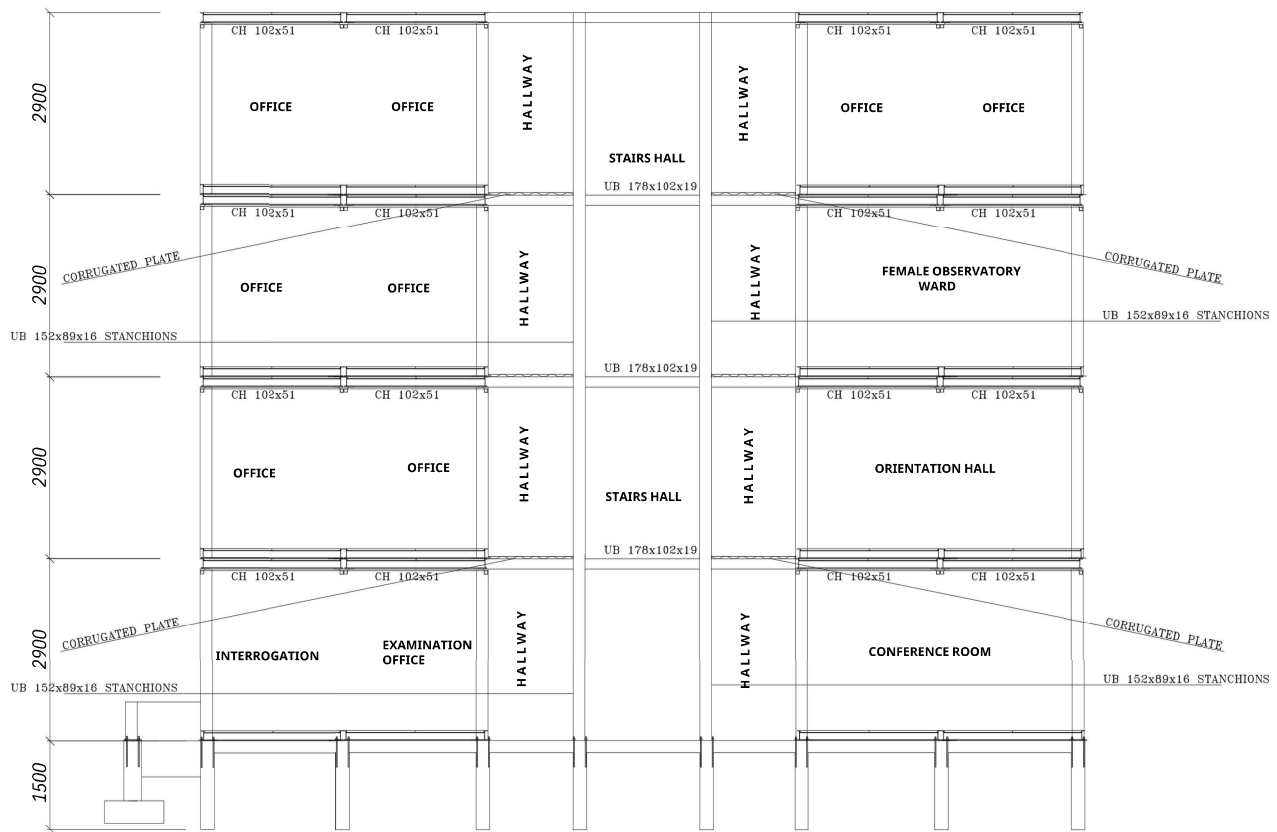 CH 102x51
CH 102x51
CH 102x51
CH 102x51
2900
OFFICE
OFFICE
HALLWAY
HALLWAY
OFFICE
OFFICE
STAIRS HALL
UB 178x102x19
CH 102x51
CH 102x51
CH 102x51
CH 102x51
CORRUGATED PLATE
CORRUGATED PLATE
2900
OFFICE
OFFICE
HALLWAY
HALLWAY
FEMALE OBSERVATORY
WARD
UB 152x89x16 STANCHIONS
UB 152x89x16 STANCHIONS
UB 178x102x19
CH 102x51
CH 102x51
CH 102x51
CH 102x51
2900
OFFICE
OFFICE
HALLWAY
STAIRS HALL
HALLWAY
ORIENTATION HALL
UB 178x102x19
CH 102x51
CH 102x51
CH 102x51
CH 102x51
CORRUGATED PLATE
CORRUGATED PLATE
2900
INTERROGATION
EXAMINATION
OFFICE
HALLWAY
HALLWAY
CONFERENCE ROOM
UB 152x89x16 STANCHIONS
UB 152x89x16 STANCHIONS
1500